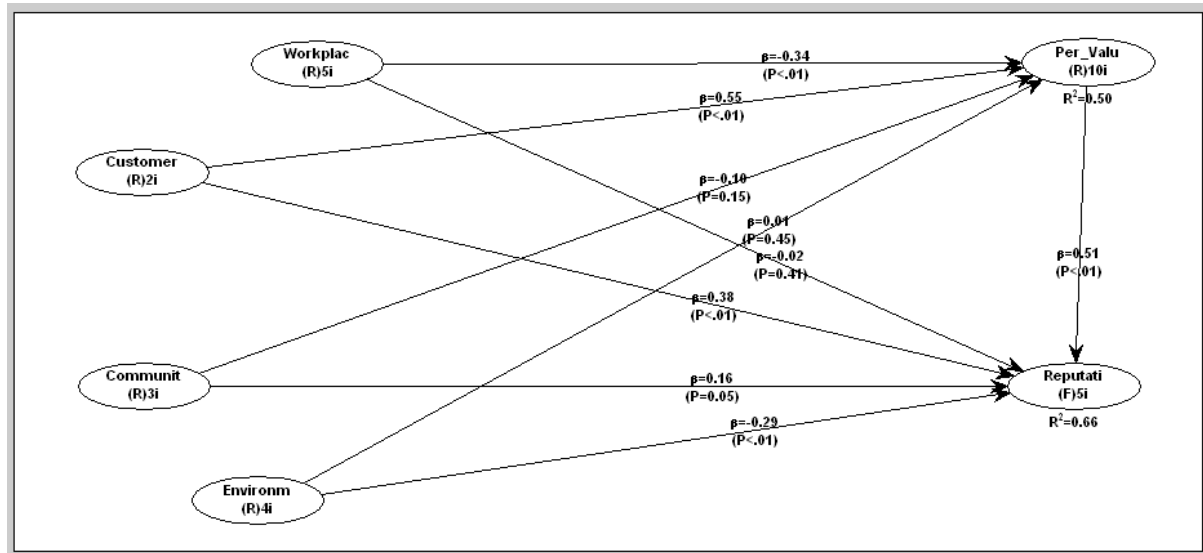 Workplac
(R)5i
β=-0.34
(P<.01)
Per_Valu
(R)10i
R²=0.50
β=0.55
(P<.01)
Customer
(R)2i
β=-0.10
(P=0.15)
β=0.01
(P=0.45)
β=-0.02
(P=0.41)
β=0.51
(P<.01)
β=0.38
(P<.01)
Communit
(R)3i
β=0.16
(P=0.05)
Reputati
(F)5i
R²=0.66
β=-0.29
(P<.01)
Environm
(R)4i